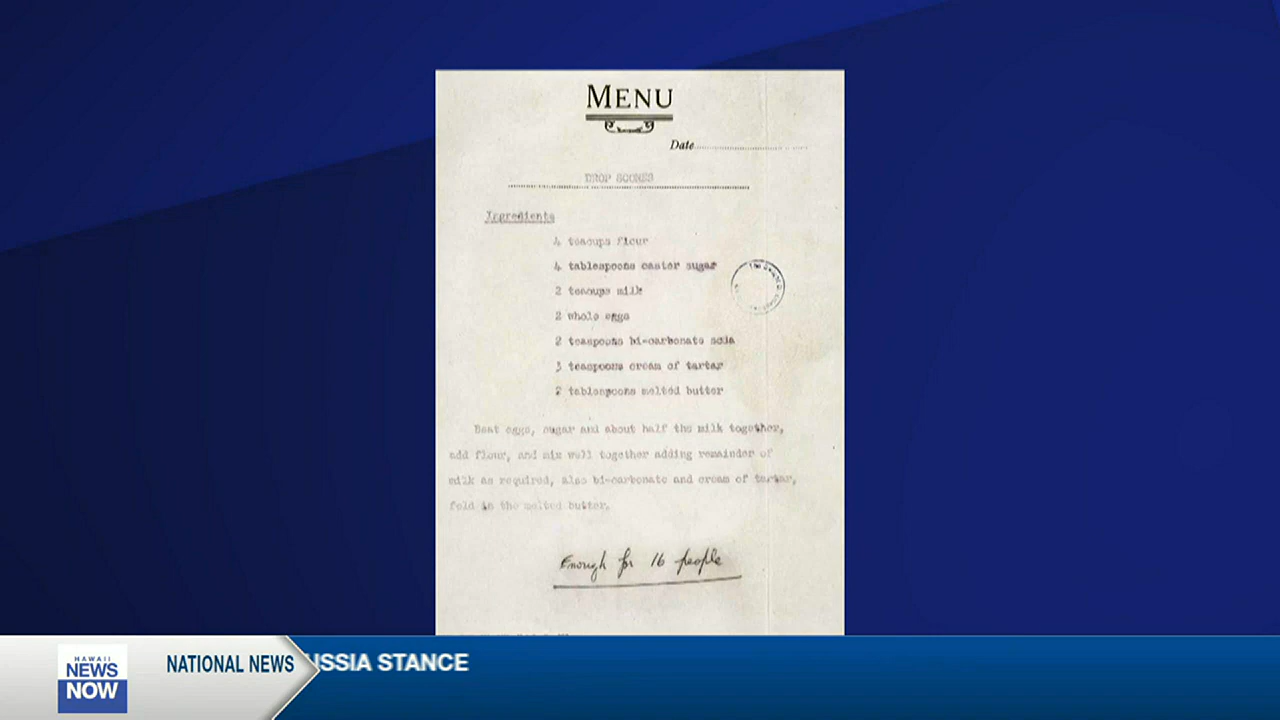 MENU
Date
DROP SCONES
Ingredients
4 teacups flour
4 tablespoons castor sugar
2 teacups milk
2 whole eggs
2 teaspoons bi-carbonate soda
3 teaspoons cream of tartar
2 tablespoons melted butter
Beat eggs, sugar and about half the milk together,
add flour, and mix well together adding remainder of
milk as required, also bi-carbonate and cream of tartar,
fold in the melted butter.
Enough for 16 people
HAWAII
NEWS
NOW
NATIONAL NEWS
USSIA STANCE